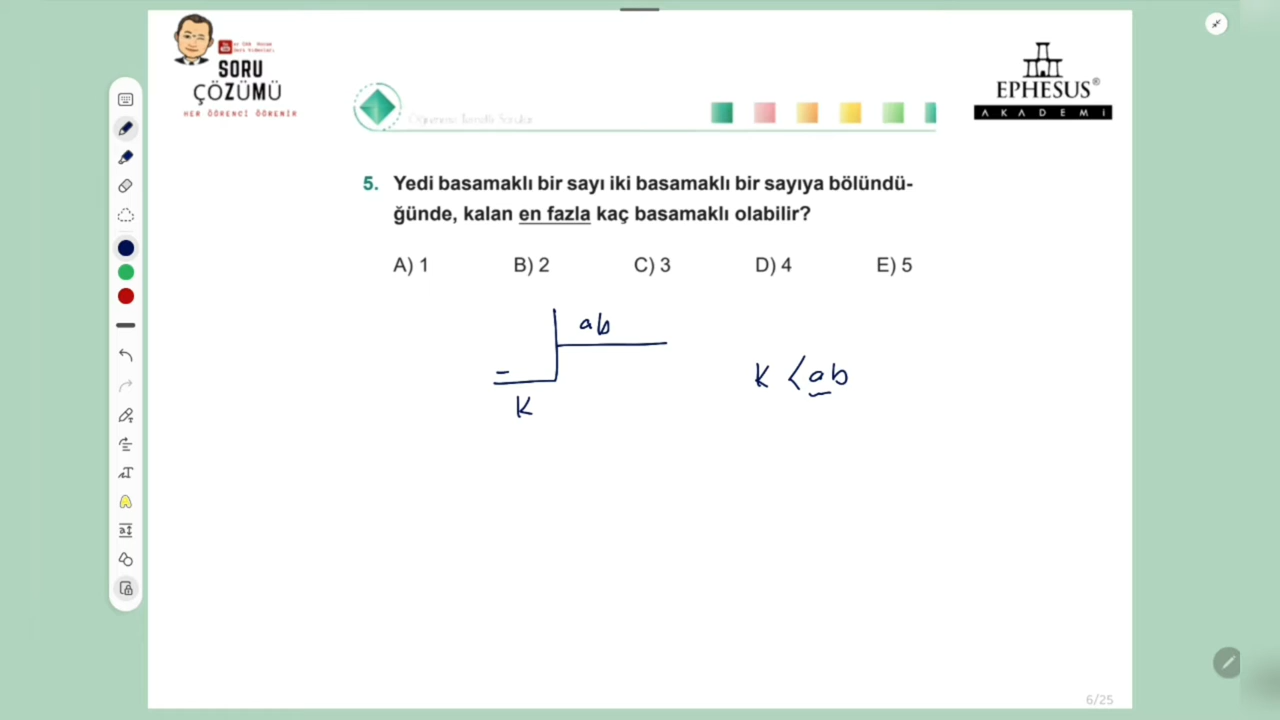 SORU
ÇÖZÜMÜ
HER ÖĞRENCİ ÖĞRENİR
EPHESUS®
AKADEMİ
5. Yedi basamaklı bir sayı iki basamaklı bir sayıya bölündü-
ğünde, kalan en fazla kaç basamaklı olabilir?
A) 1 B) 2 C) 3 D) 4 E) 5
ab
K
K < ab
6/25